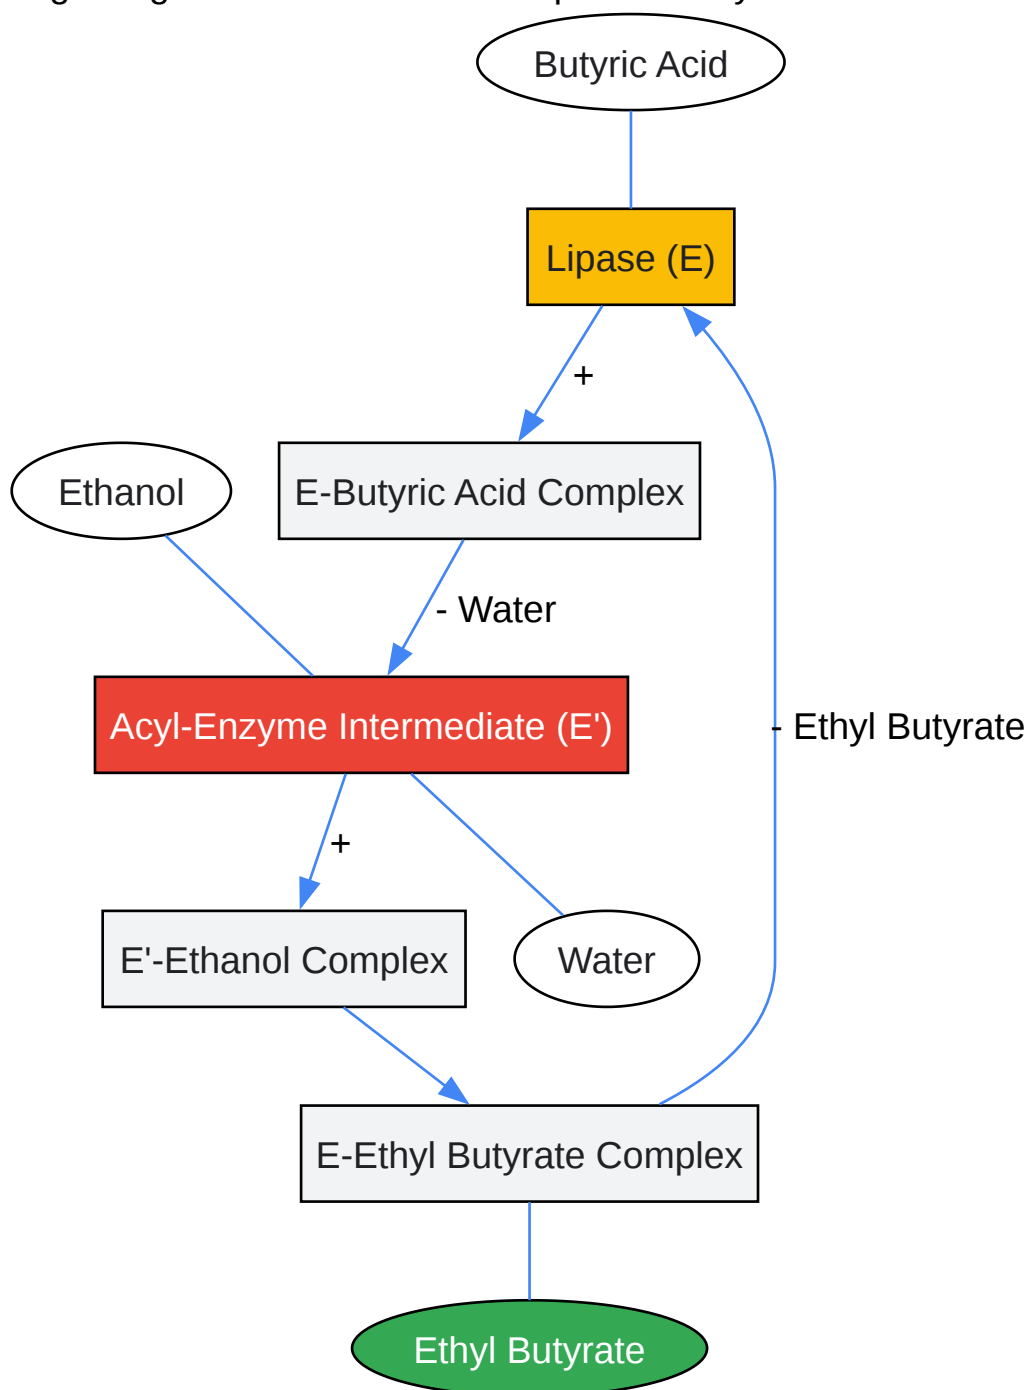 Butyric Acid
Lipase (E)
+
Ethanol
E-Butyric Acid Complex
- Water
Acyl-Enzyme Intermediate (E')
- Ethyl Butyrate
+
E'-Ethanol Complex
Water
E-Ethyl Butyrate Complex
Ethyl Butyrate